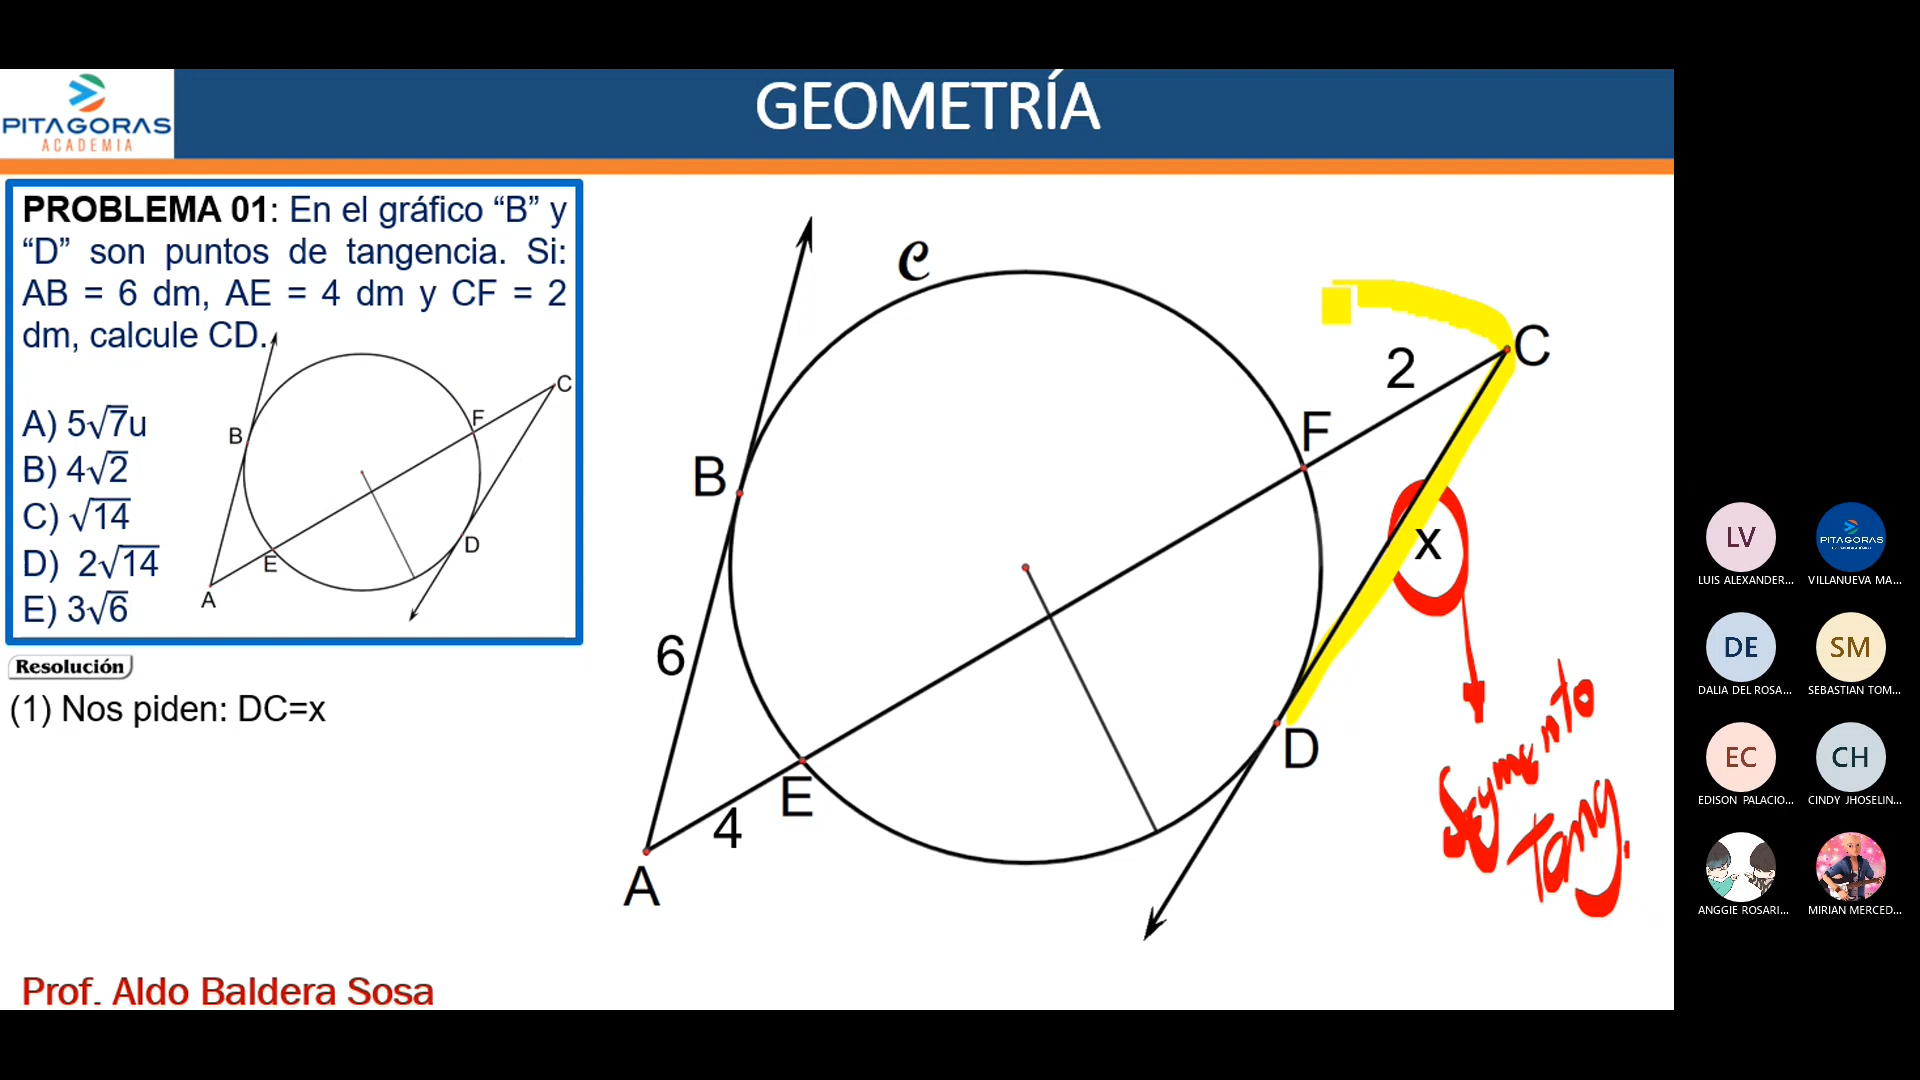 GEOMETRÍA
PITAGORAS
ACADEMIA
PROBLEMA 01: En el gráfico “B” y
“D” son puntos de tangencia. Si:
AB = 6 dm, AE = 4 dm y CF = 2
dm, calcule CD.
A) 5√7u
B) 4√2
C) √14
D) 2√14
E) 3√6
B
F
C
E
D
A
Resolución
(1) Nos piden: DC=x
C
B
6
A
4
E
F
2
C
x
D
Segmento
Tang.
Prof. Aldo Baldera Sosa
LV
LUIS ALEXANDER...
PITAGORAS
VILLANUEVA MA...
DE
DALIA DEL ROSA...
SM
SEBASTIAN TOM...
EC
EDISON PALACIO...
CH
CINDY JHOSELIN...
ANGGIE ROSARI...
MIRIAN MERCED...